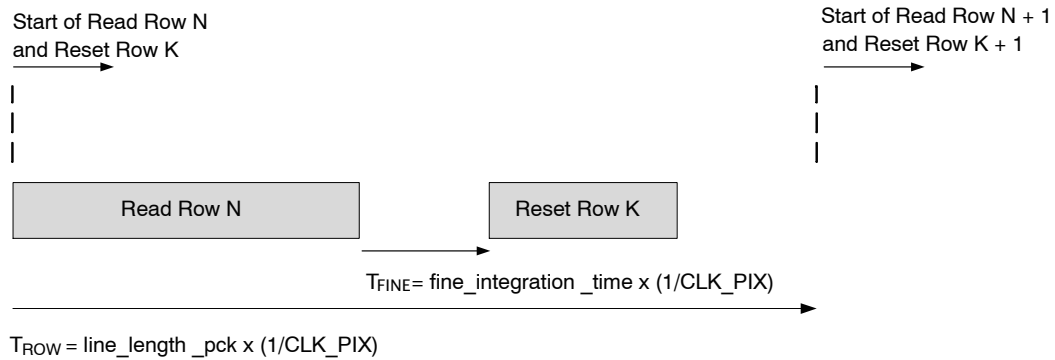 Start of Read Row N
and Reset Row K
Start of Read Row N + 1
and Reset Row K + 1
Read Row N
Reset Row K
TFINE= fine_integration _time x (1/CLK_PIX)
TROW = line_length _pck x (1/CLK_PIX)